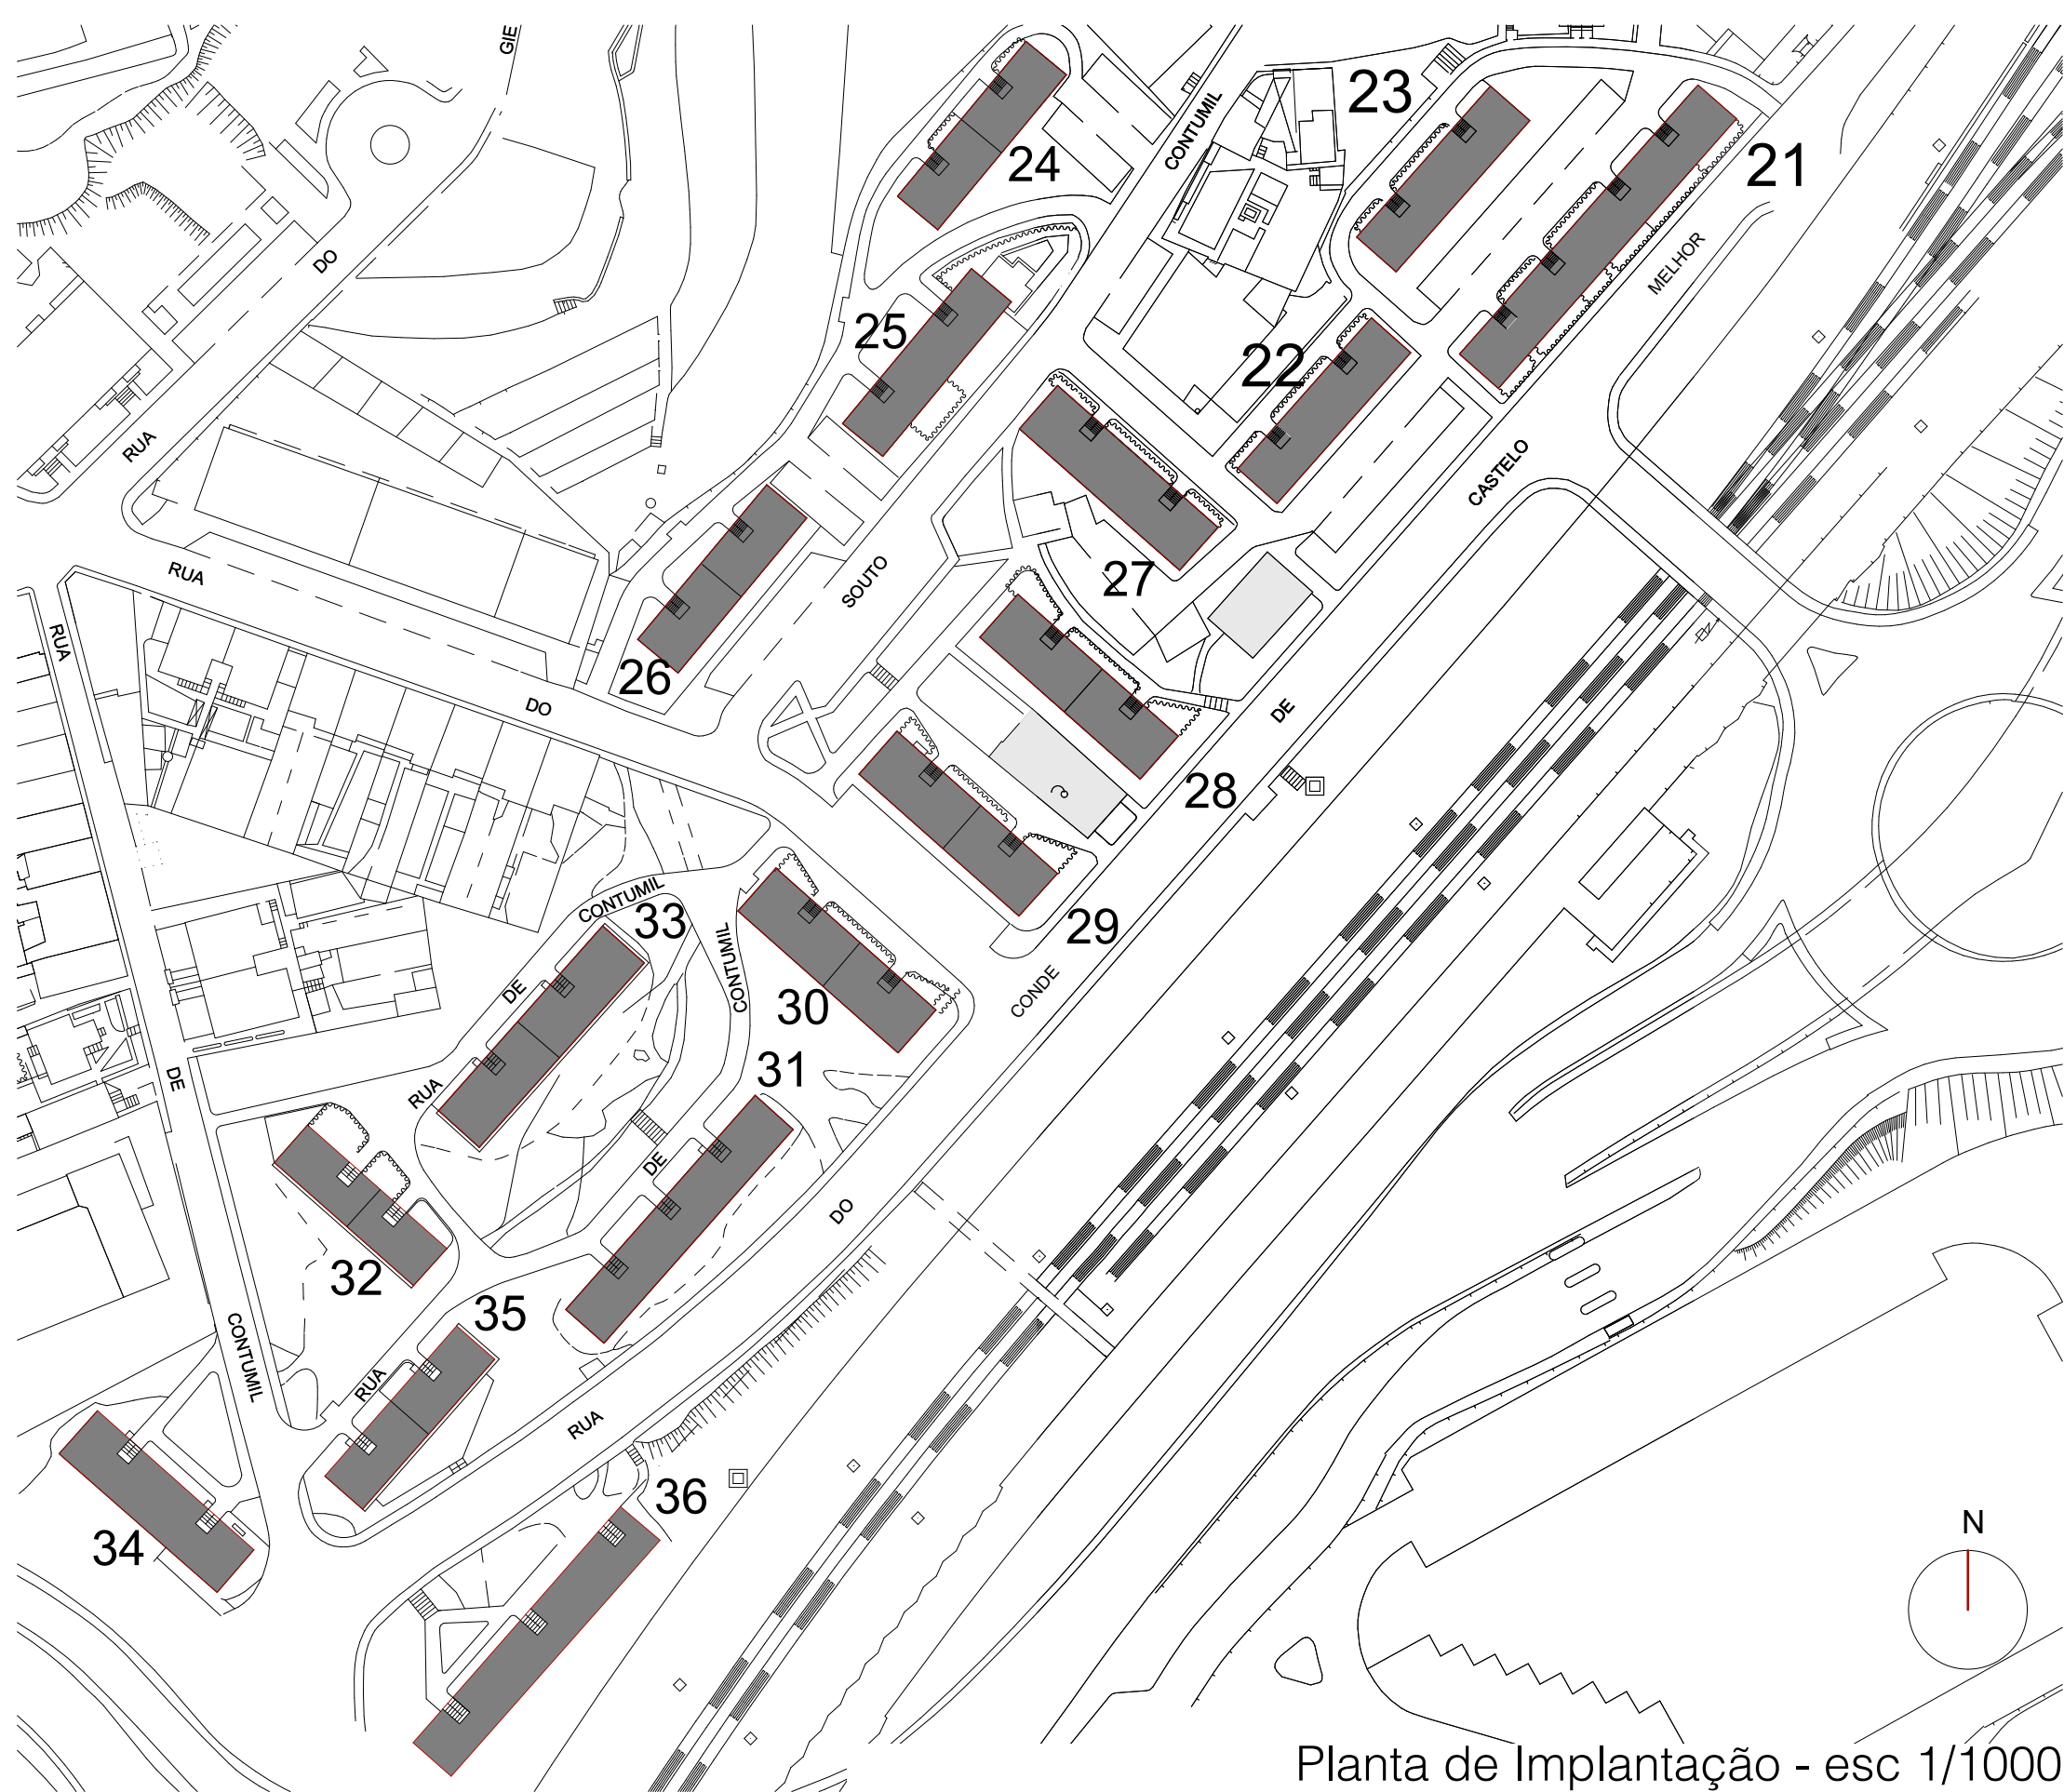 GIE
23
CONTUMIL
24
21
DO
MELHOR
25
22
RUA
CASTELO
RUA
SOUTO
27
RUA
26
DO
DE
28
CONTUMIL
33
29
CONTUMIL
DE
CONDE
30
31
DE
RUA
DE
DO
32
35
CONTUMIL
RUA
RUA
36
34
N
Planta de Implantação - esc 1/1000